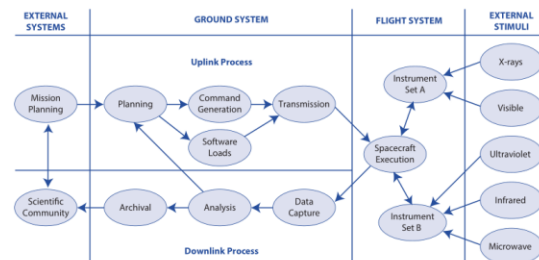 EXTERNAL
SYSTEMS
GROUND SYSTEM
FLIGHT SYSTEM
EXTERNAL
STIMULI
Uplink Process
Mission
Planning
Planning
Command
Generation
Transmission
Software
Loads
Instrument
Set A
X-rays
Visible
Spacecraft
Execution
Ultraviolet
Scientific
Community
Archival
Analysis
Data
Capture
Instrument
Set B
Infrared
Microwave
Downlink Process